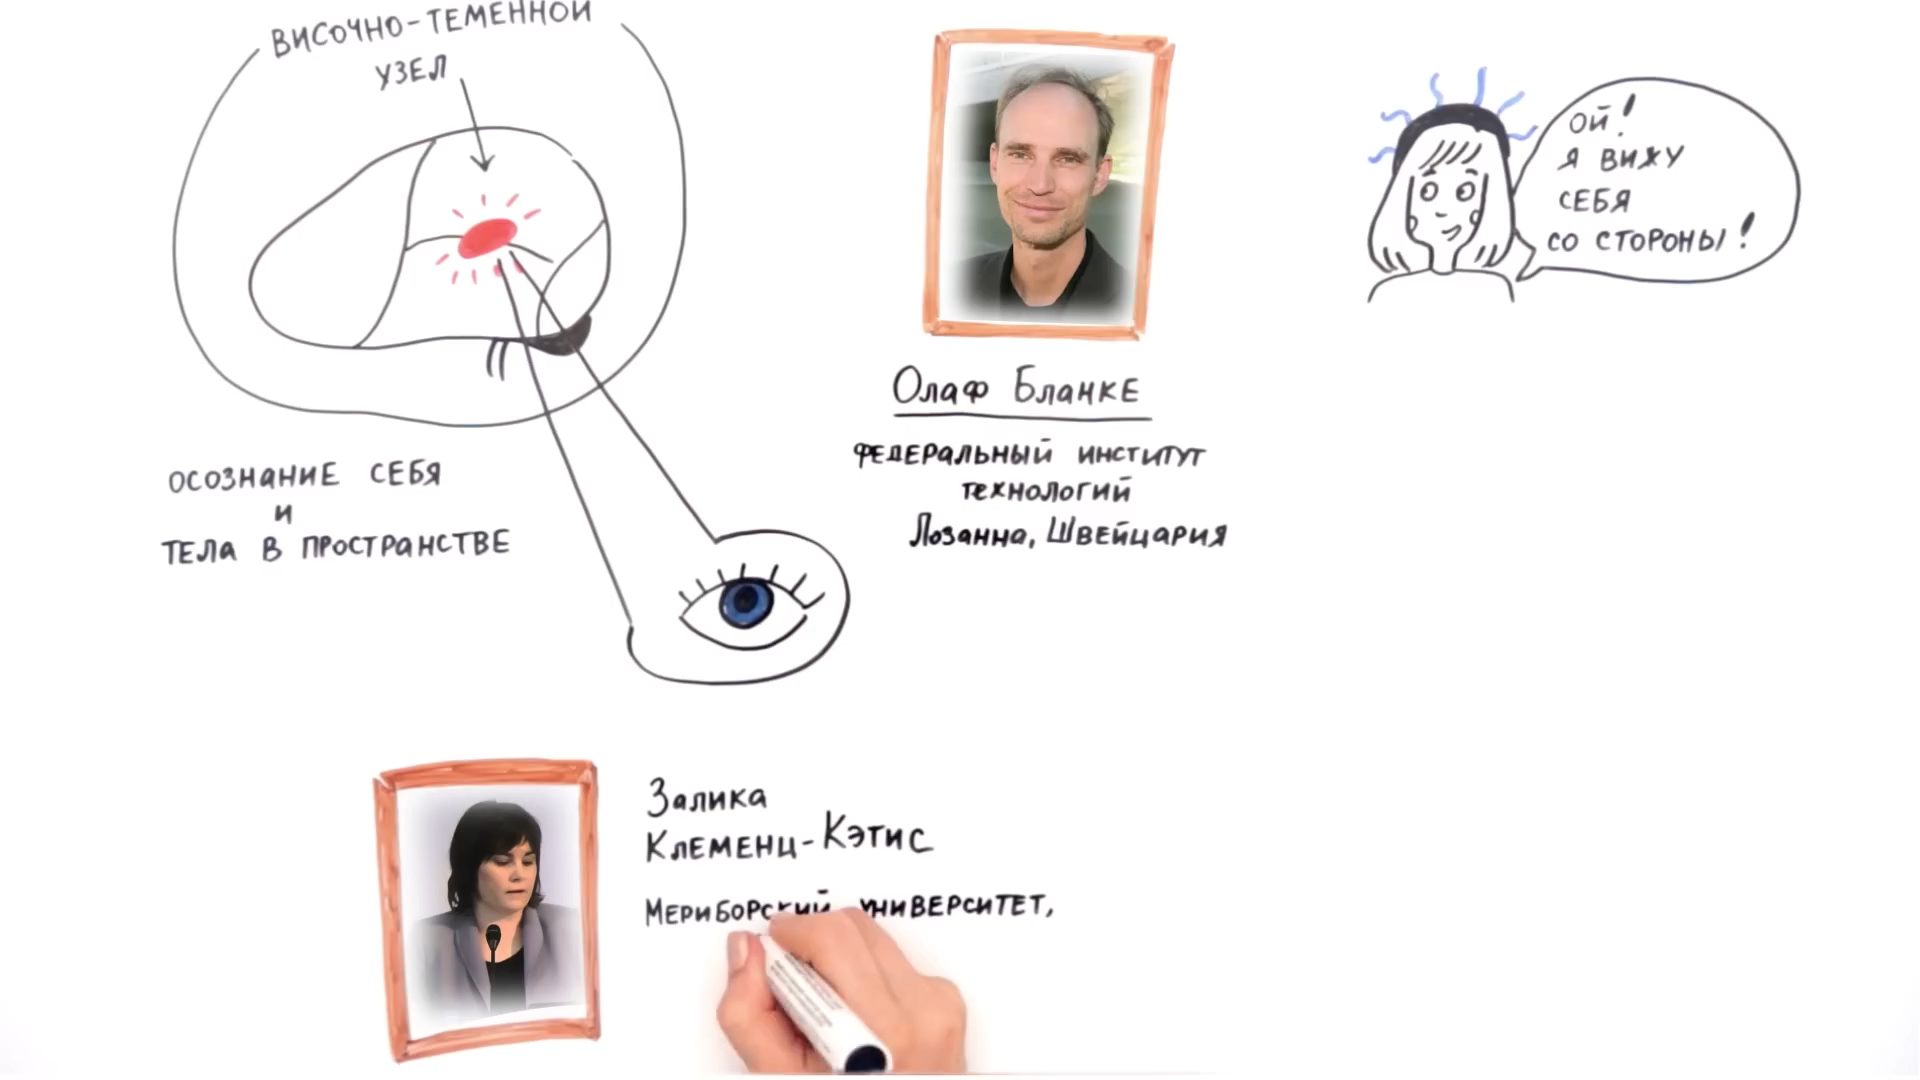 ВИСОЧНО-ТЕМЕННОЙ
УЗЕЛ
ОСОЗНАНИЕ СЕБЯ
И
ТЕЛА В ПРОСТРАНСТВЕ
Олаф Бланке
ФЕДЕРАЛЬНЫЙ ИНСТИТУТ
ТЕХНОЛОГИЙ
Лозанна, Швейцария
ОЙ!
Я ВИЖУ
СЕБЯ
СО СТОРОНЫ!
Залика
Клеменц-Кэтис
Мериборский университет,